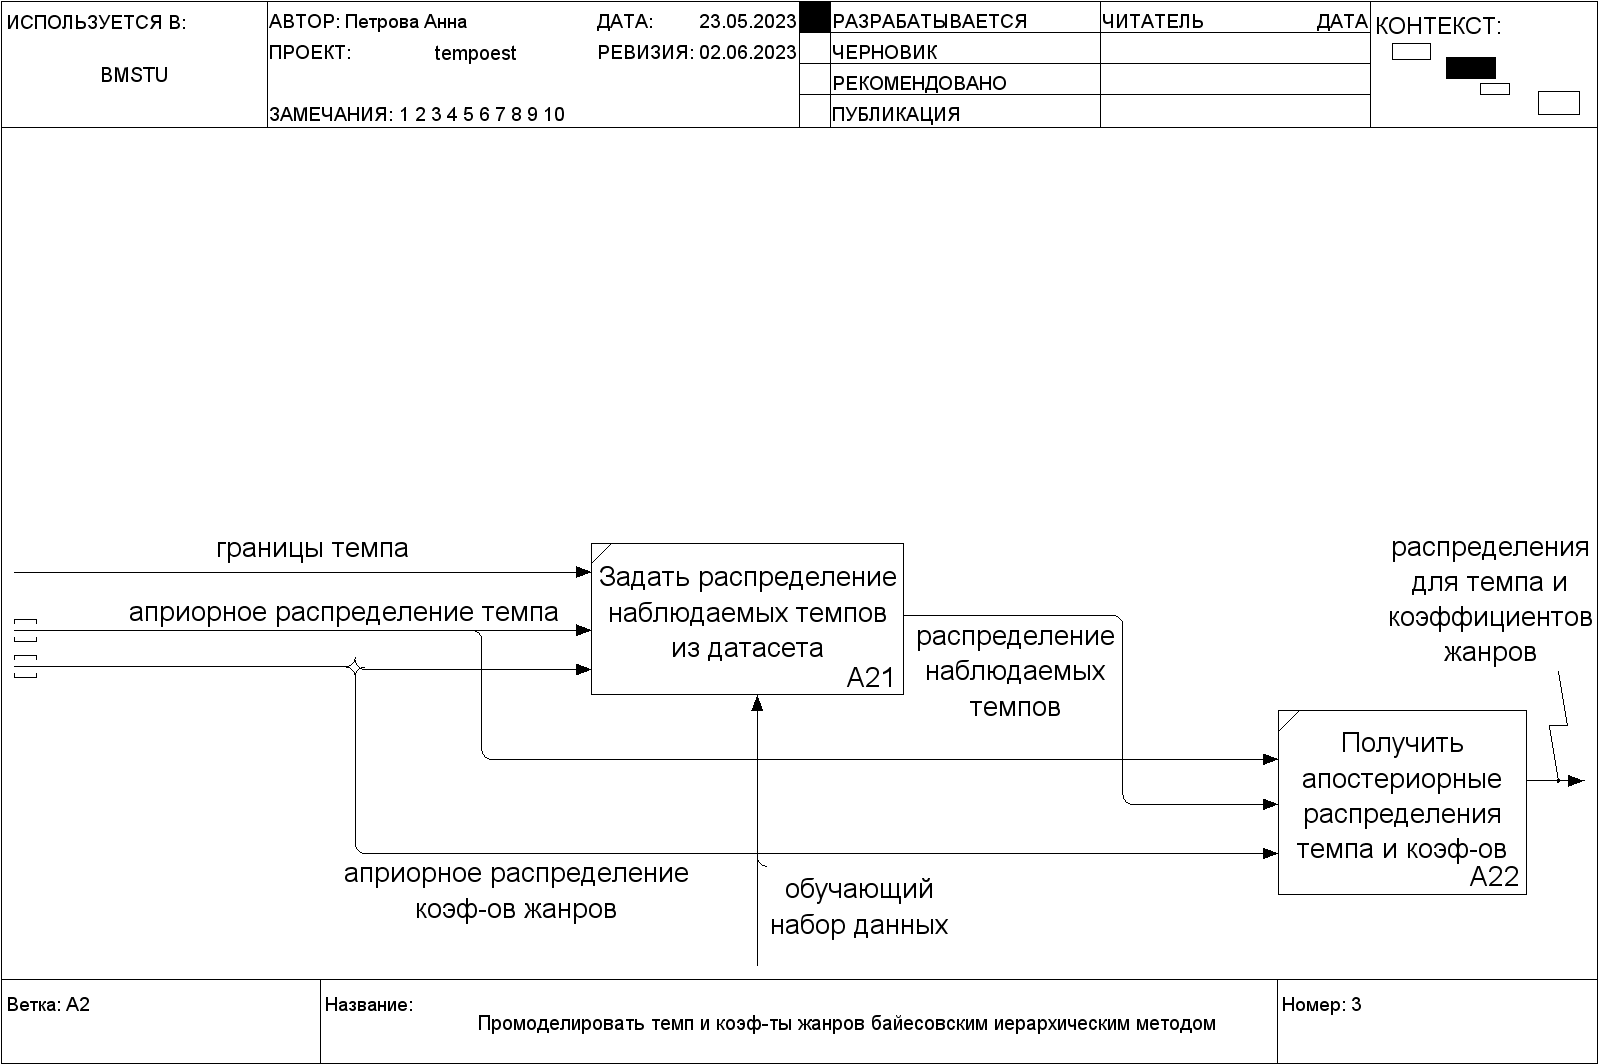 ИСПОЛЬЗУЕТСЯ В:
BMSTU
АВТОР: Петрова Анна
ДАТА: 23.05.2023
ПРОЕКТ: tempoest
РЕВИЗИЯ: 02.06.2023
ЗАМЕЧАНИЯ: 1 2 3 4 5 6 7 8 9 10
РАЗРАБАТЫВАЕТСЯ
ЧЕРНОВИК
РЕКОМЕНДОВАНО
ПУБЛИКАЦИЯ
ЧИТАТЕЛЬ ДАТА
КОНТЕКСТ:
границы темпа
априорное распределение темпа
Задать распределение
наблюдаемых темпов
из датасета
A21
распределение
наблюдаемых
темпов
распределения
для темпа и
коэффициентов
жанров
Получить
апостериорные
распределения
темпа и коэф-ов
A22
априорное распределение
коэф-ов жанров
обучающий
набор данных
Ветка: A2
Название:
Промоделировать темп и коэф-ты жанров байесовским иерархическим методом
Номер: 3